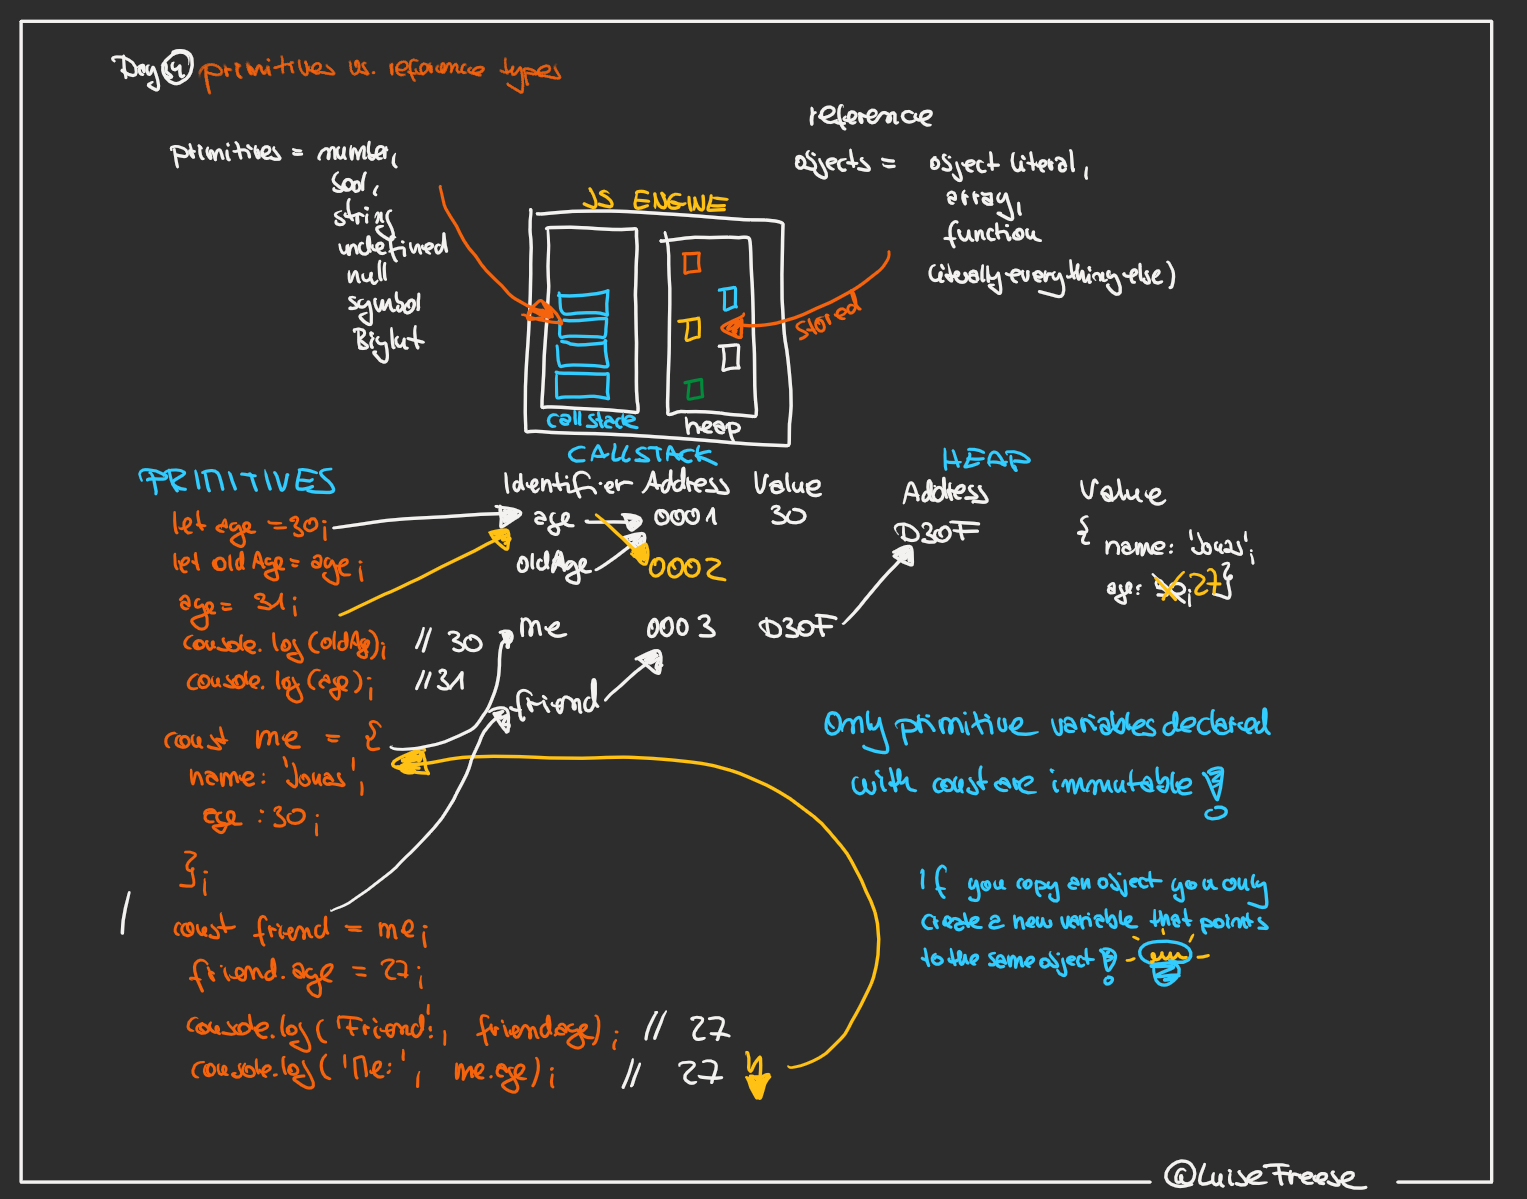 Day 34 primitives vs. reference types
primitives = number,
bool,
string
undefined
null
symbol
BigInt
reference
objects = object literal,
array,
function
(literally everything else)
stored
JS ENGINE
callstack
heap
PRIMITIVES
let age = 30;
let oldAge = age;
age = 31;
console.log(oldAge); // 30
console.log(age); // 31
const me = {
name: 'Jonas',
age : 30;
};
const friend = me;
friend.age = 27;
console.log('Friend:', friend.age); // 27
console.log('Me:', me.age); // 27
CALLSTACK
Identifier Address Value
age 0001 30
oldAge 0002
me 0003 D30F
friend
HEAP
Address Value
D30F { name: 'Jonas';
age: 30; 27}
Only primitive variables declared
with const are immutable !
If you copy an object you only
create a new variable that points
to the same object !
@LuiseFreese